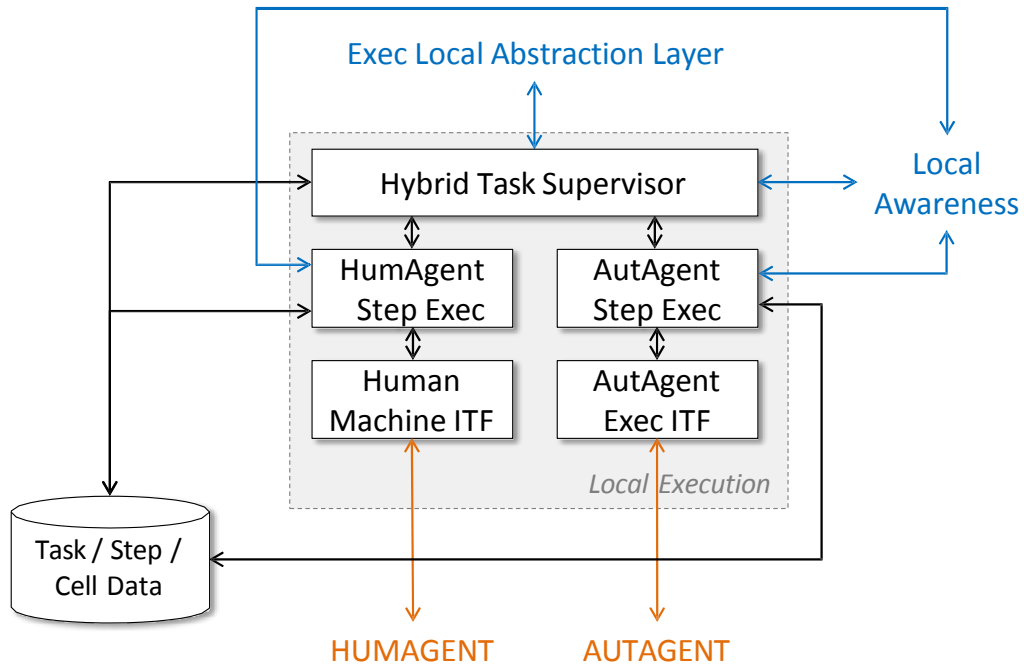 Exec Local Abstraction Layer
Hybrid Task Supervisor
Local
Awareness
HumAgent
Step Exec
AutAgent
Step Exec
Human
Machine ITF
AutAgent
Exec ITF
Local Execution
Task / Step /
Cell Data
HUMAGENT
AUTAGENT